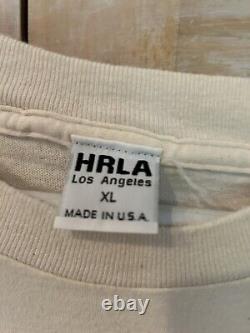 HRLA
Los Angeles
XL
MADE IN U.S.A.